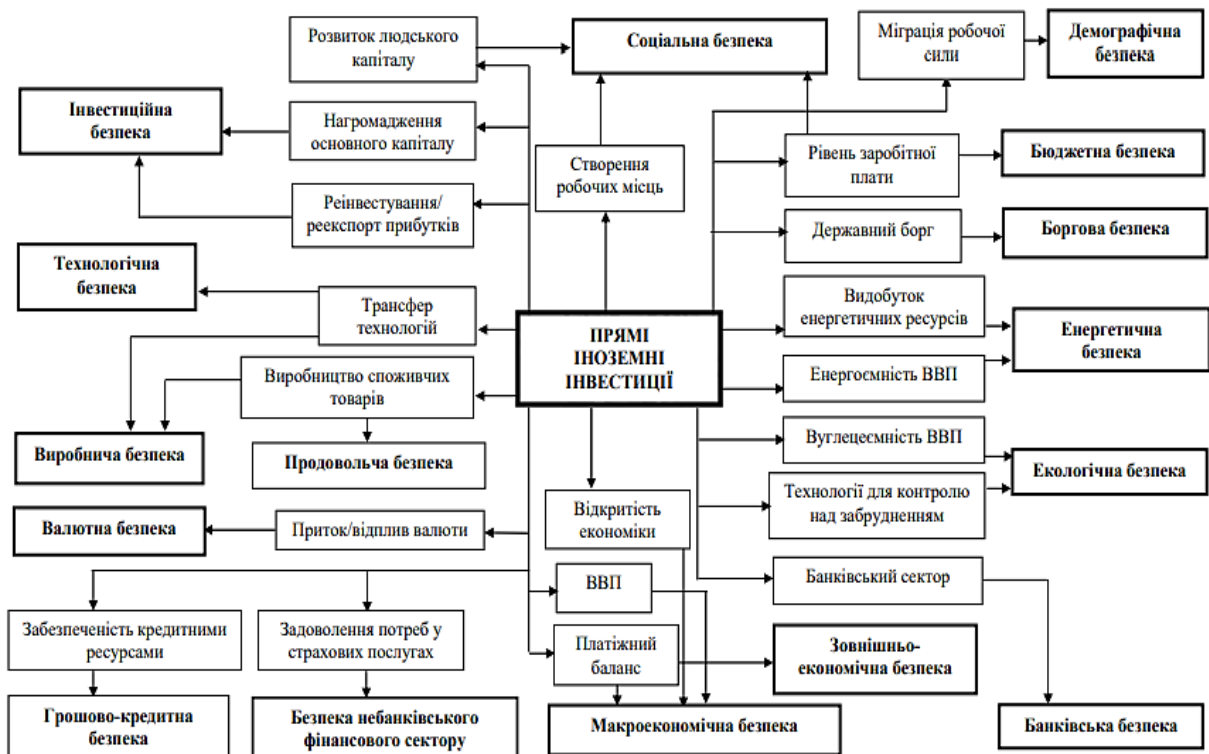 Розвиток людського
капіталу
Соціальна безпека
Міграція робочої
сили
Демографічна
безпека
Інвестиційна
безпека
Нагромадження
основного капіталу
Створення
робочих місць
Рівень заробітної
плати
Бюджетна безпека
Реінвестування/
реекспорт прибутків
Державний борг
Боргова безпека
Технологічна
безпека
Трансфер
технологій
ПРЯМІ
ІНОЗЕМНІ
ІНВЕСТИЦІЇ
Видобуток
енергетичних ресурсів
Енергетична
безпека
Виробництво споживчих
товарів
Енергоємність ВВП
Виробнича безпека
Продовольча безпека
Вуглецеємність ВВП
Екологічна безпека
Технології для контролю
над забрудненням
Валютна безпека
Приток/відплив валюти
Відкритість
економіки
ВВП
Банківський сектор
Забезпеченість кредитними
ресурсами
Задоволення потреб у
страхових послугах
Платіжний
баланс
Зовнішньо-
економічна безпека
Грошово-кредитна
безпека
Безпека небанківського
фінансового сектору
Макроекономічна безпека
Банківська безпека